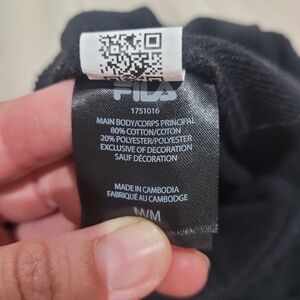 FILA
1751016
MAIN BODY/CORPS PRINCIPAL
80% COTTON/COTON
20% POLYESTER/POLYESTER
EXCLUSIVE OF DECORATION
SAUF DÉCORATION
MADE IN CAMBODIA
FABRIQUÉ AU CAMBODGE
M/M